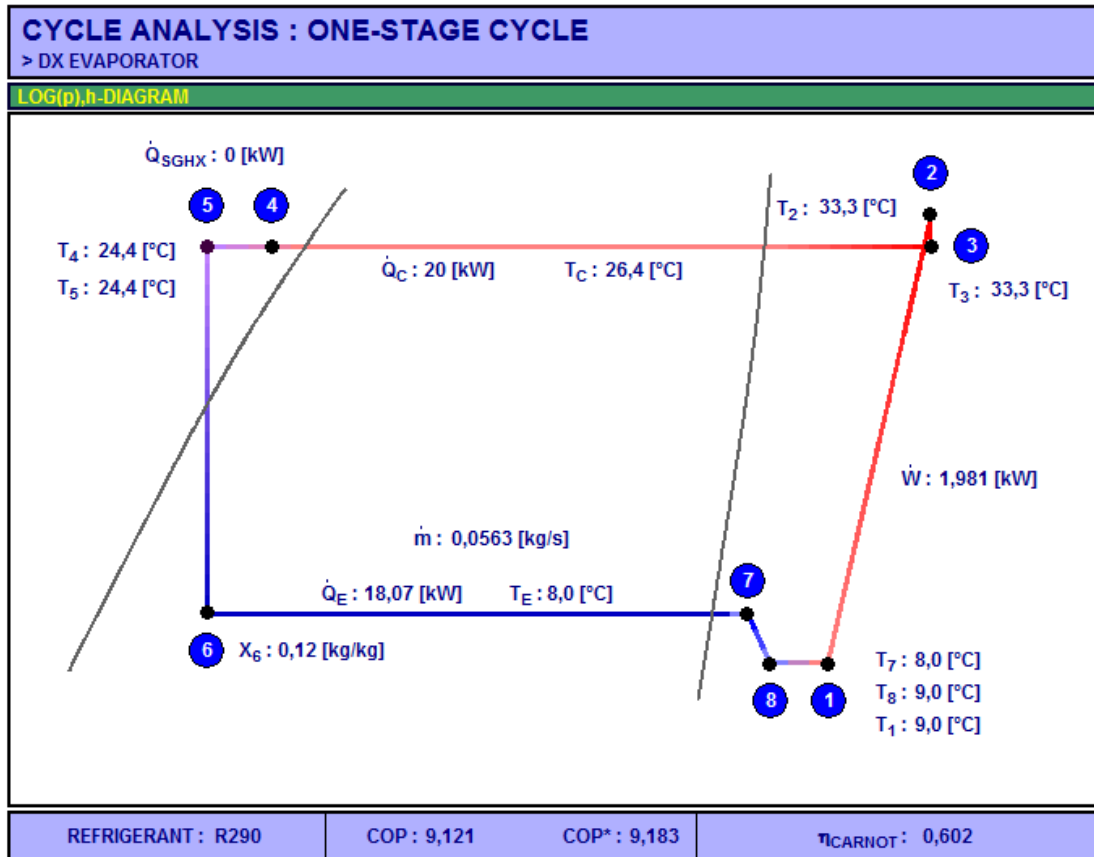 CYCLE ANALYSIS : ONE-STAGE CYCLE
> DX EVAPORATOR
LOG(p),h-DIAGRAM
Q̇SGHX : 0 [kW]
2
5 4
T2 : 33,3 [°C]
3
T4 : 24,4 [°C]
Q̇C : 20 [kW] TC : 26,4 [°C]
T5 : 24,4 [°C]
T3 : 33,3 [°C]
Ẇ : 1,981 [kW]
ṁ : 0,0563 [kg/s]
7
Q̇E : 18,07 [kW] TE : 8,0 [°C]
6 X6 : 0,12 [kg/kg]
T7 : 8,0 [°C]
8 1
T8 : 9,0 [°C]
T1 : 9,0 [°C]
REFRIGERANT : R290 COP : 9,121 COP* : 9,183 ηCARNOT : 0,602